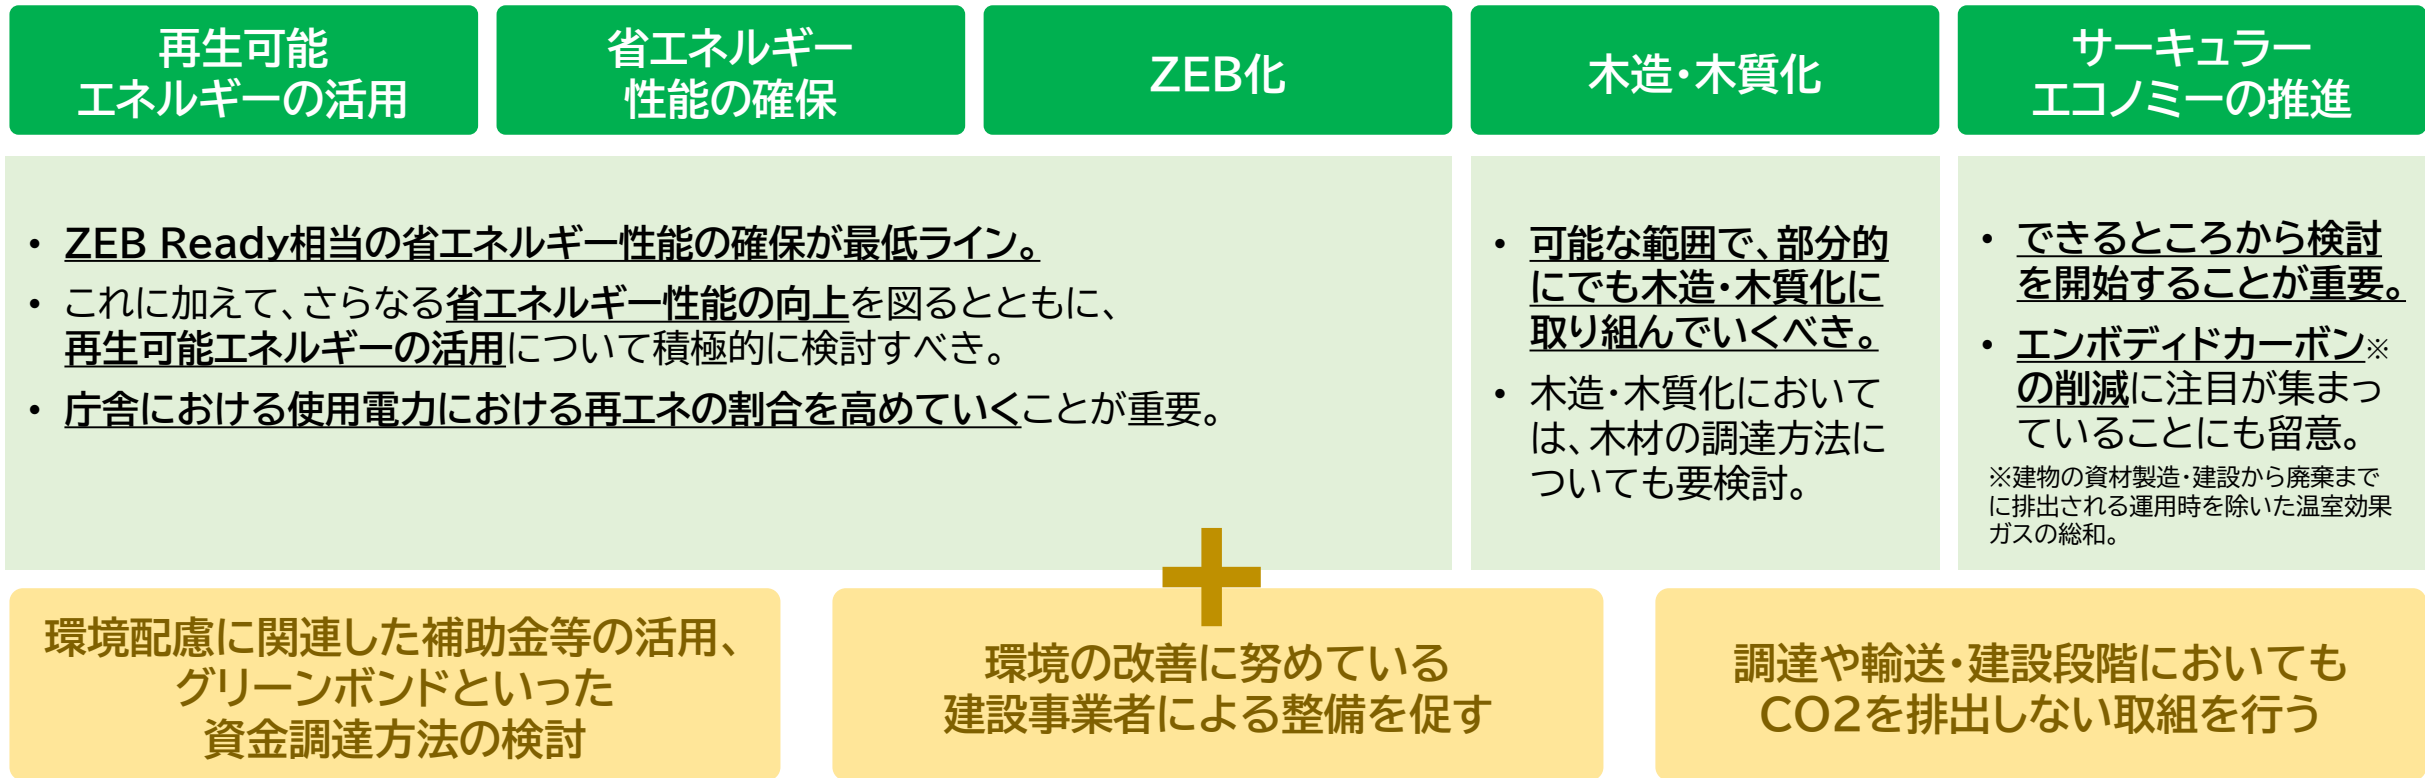 再生可能
エネルギーの活用
省エネルギー
性能の確保
ZEB化
木造・木質化
サーキュラー
エコノミーの推進
• ZEB Ready相当の省エネルギー性能の確保が最低ライン。
• これに加えて、さらなる省エネルギー性能の向上を図るとともに、
再生可能エネルギーの活用について積極的に検討すべき。
• 庁舎における使用電力における再エネの割合を高めていくことが重要。
• 可能な範囲で、部分的
にでも木造・木質化に
取り組んでいくべき。
• 木造・木質化において
は、木材の調達方法に
ついても要検討。
• できるところから検討
を開始することが重要。
• エンボディドカーボン※
の削減に注目が集まっ
ていることにも留意。
※建物の資材製造・建設から廃棄まで
に排出される運用時を除いた温室効果
ガスの総和。
環境配慮に関連した補助金等の活用、
グリーンボンドといった
資金調達方法の検討
環境の改善に努めている
建設事業者による整備を促す
調達や輸送・建設段階においても
CO2を排出しない取組を行う